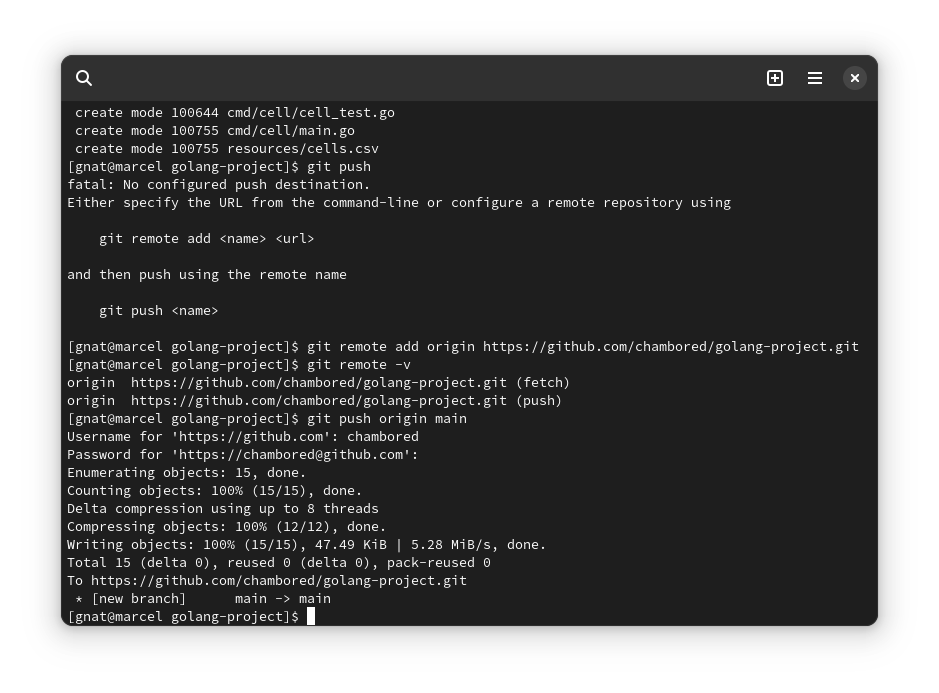 create mode 100644 cmd/cell/cell_test.go
 create mode 100755 cmd/cell/main.go
 create mode 100755 resources/cells.csv
[gnat@marcel golang-project]$ git push
fatal: No configured push destination.
Either specify the URL from the command-line or configure a remote repository using

    git remote add <name> <url>

and then push using the remote name

    git push <name>

[gnat@marcel golang-project]$ git remote add origin https://github.com/chambored/golang-project.git
[gnat@marcel golang-project]$ git remote -v
origin  https://github.com/chambored/golang-project.git (fetch)
origin  https://github.com/chambored/golang-project.git (push)
[gnat@marcel golang-project]$ git push origin main
Username for 'https://github.com': chambored
Password for 'https://chambored@github.com':
Enumerating objects: 15, done.
Counting objects: 100% (15/15), done.
Delta compression using up to 8 threads
Compressing objects: 100% (12/12), done.
Writing objects: 100% (15/15), 47.49 KiB | 5.28 MiB/s, done.
Total 15 (delta 0), reused 0 (delta 0), pack-reused 0
To https://github.com/chambored/golang-project.git
 * [new branch]      main -> main
[gnat@marcel golang-project]$